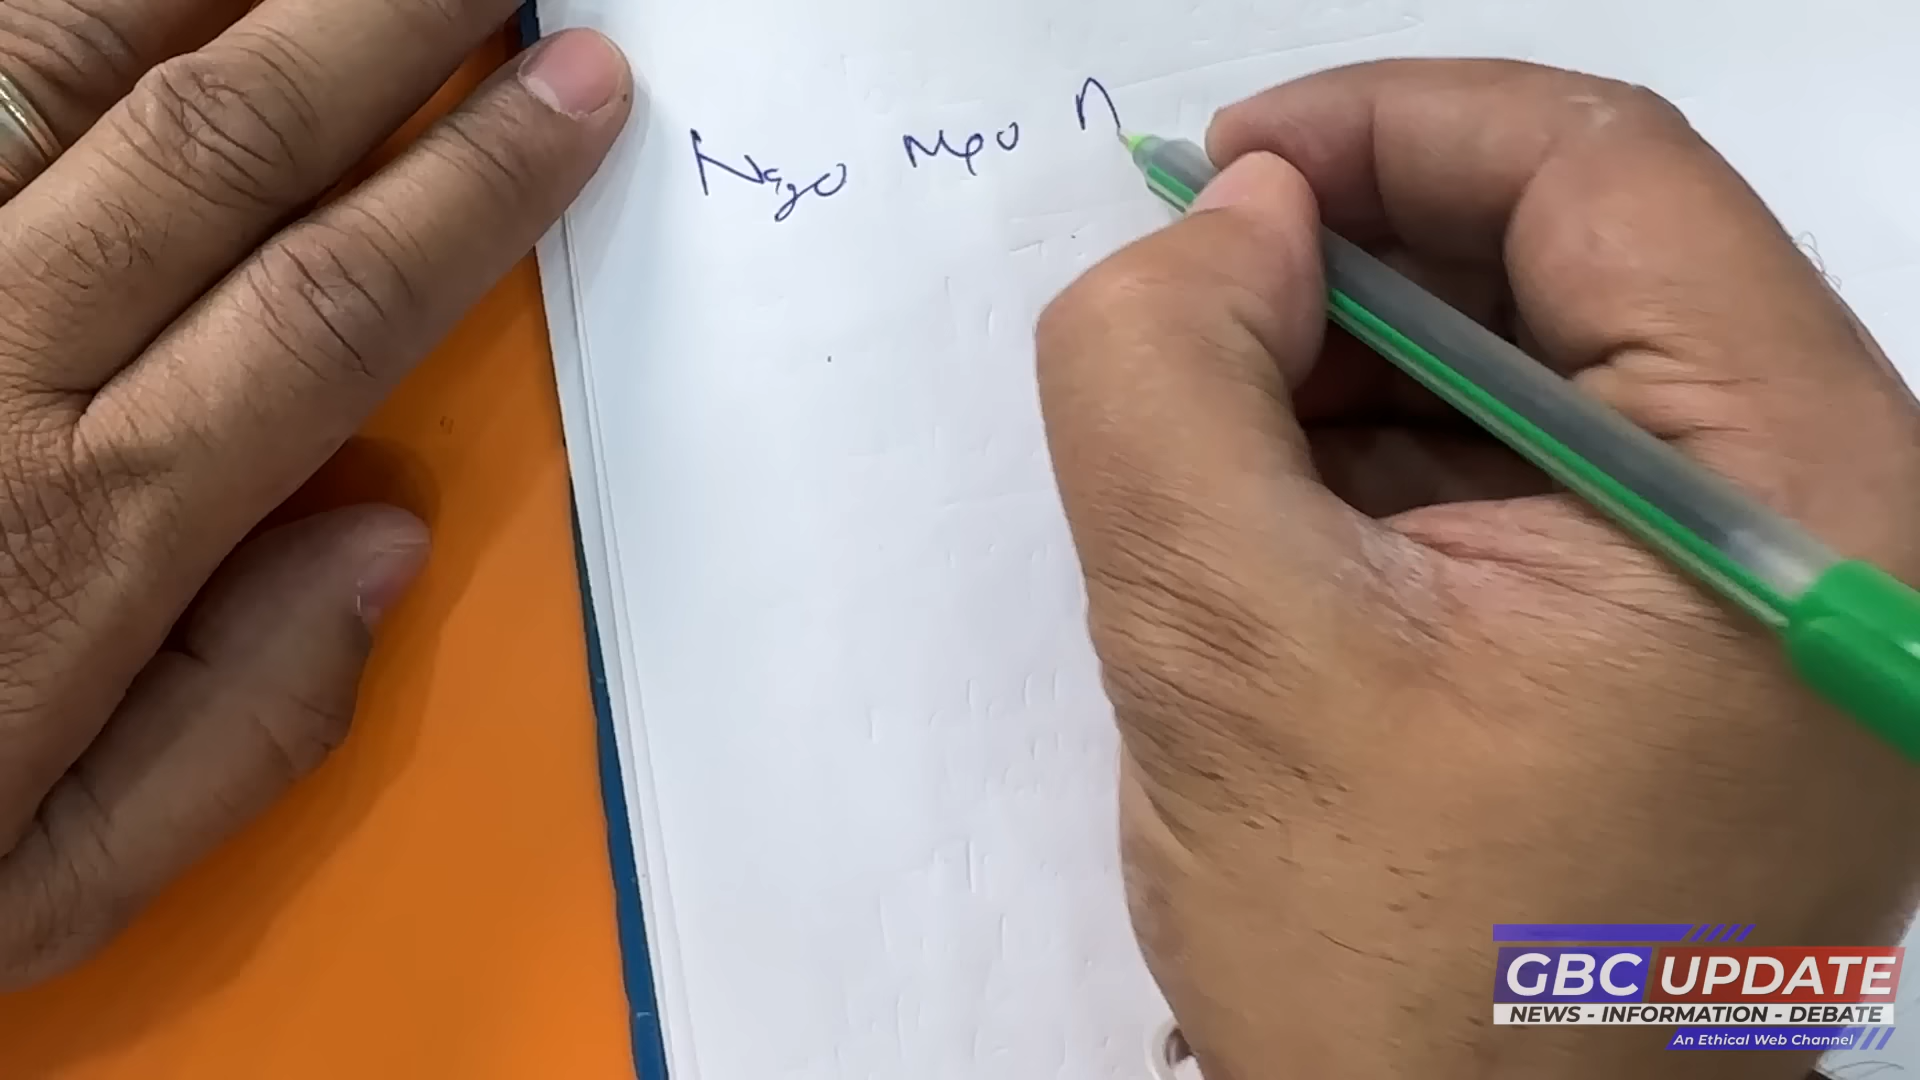 Ngo Mpo n
GBC UPDATE
NEWS - INFORMATION - DEBATE
An Ethical Web Channel